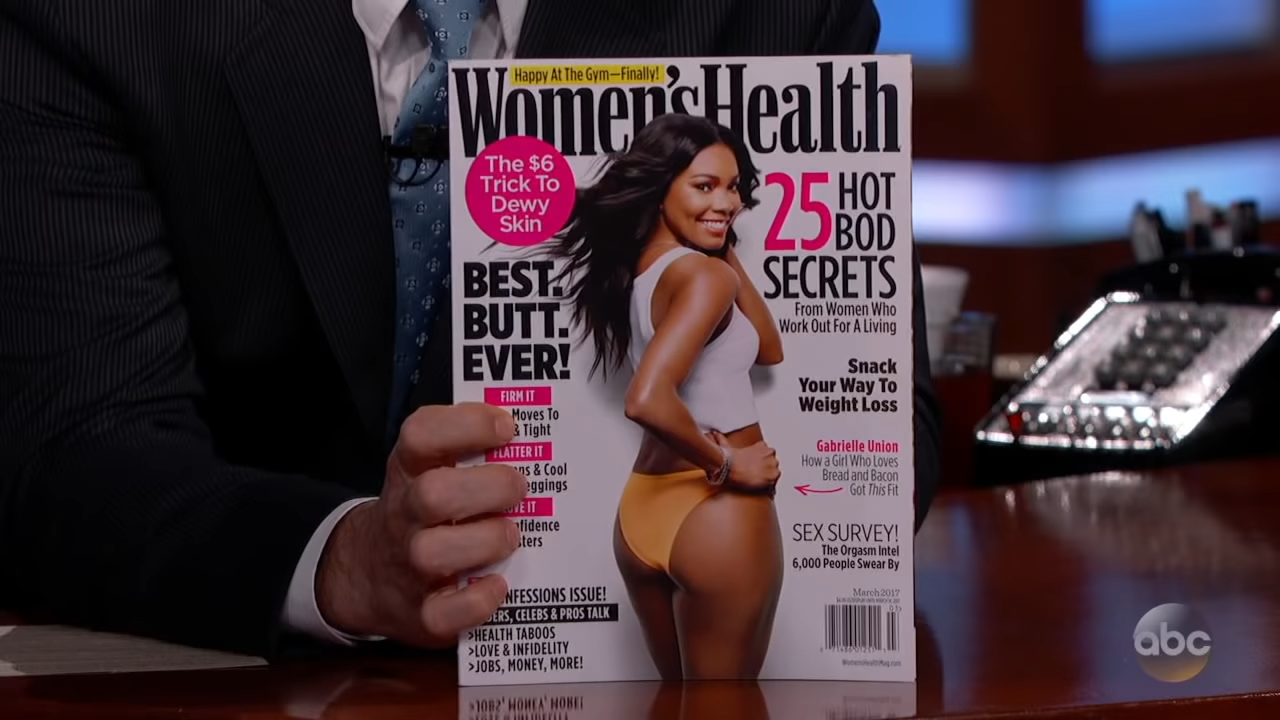 Happy At The Gym—Finally!
Women'sHealth
The $6
Trick To
Dewy
Skin
BEST.
BUTT.
EVER!
FIRM IT
Moves To
& Tight
FLATTER IT
& Cool
IT
25 HOT
BOD
SECRETS
From Women Who
Work Out For A Living
Snack
Your Way To
Weight Loss
Gabrielle Union
How a Girl Who Loves
Bread and Bacon
Got This Fit
SEX SURVEY!
The Orgasm Intel
6,000 People Swear By
ISSUE!
CELEBS & PROS TALK
>HEALTH TABOOS
>LOVE & INFIDELITY
>JOBS, MONEY, MORE!
March 2017
WomensHealthMag.com
abc